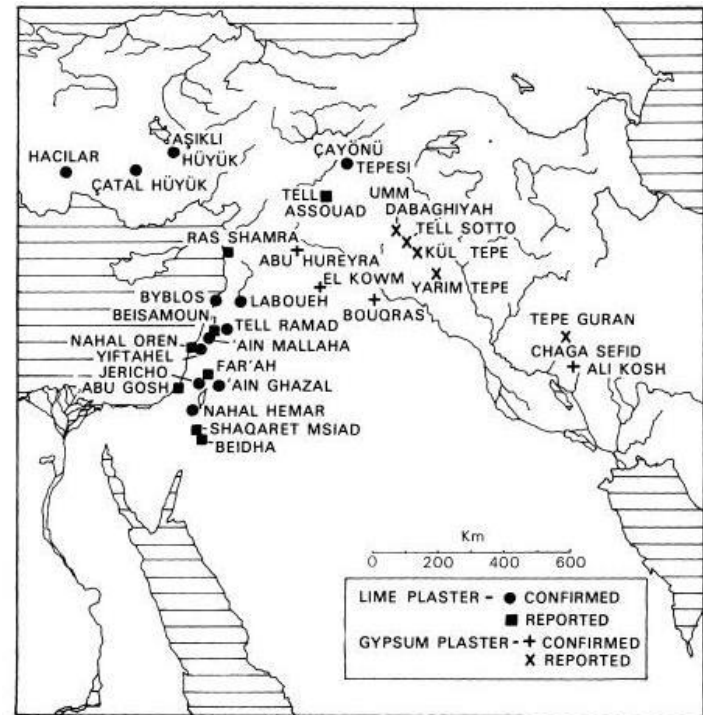 AŞIKLI
HÜYÜK
HACILAR
ÇATAL HÜYÜK
ÇAYÖNÜ
TEPESI
TELL
ASSOUAD
UMM
DABAGHIYAH
TELL SOTTO
KÜL TEPE
YARIM TEPE
RAS SHAMRA
ABU HUREYRA
EL KOWM
BOUQRAS
BYBLOS
LABOUEH
BEISAMOUN
TELL RAMAD
NAHAL OREN
'AIN MALLAHA
YIFTAHEL
JERICHO
FAR'AH
ABU GOSH
'AIN GHAZAL
NAHAL HEMAR
SHAQARET MSIAD
BEIDHA
TEPE GURAN
CHAGA SEFID
ALI KOSH
Km
0 200 400 600
LIME PLASTER - ● CONFIRMED
■ REPORTED
GYPSUM PLASTER - + CONFIRMED
X REPORTED